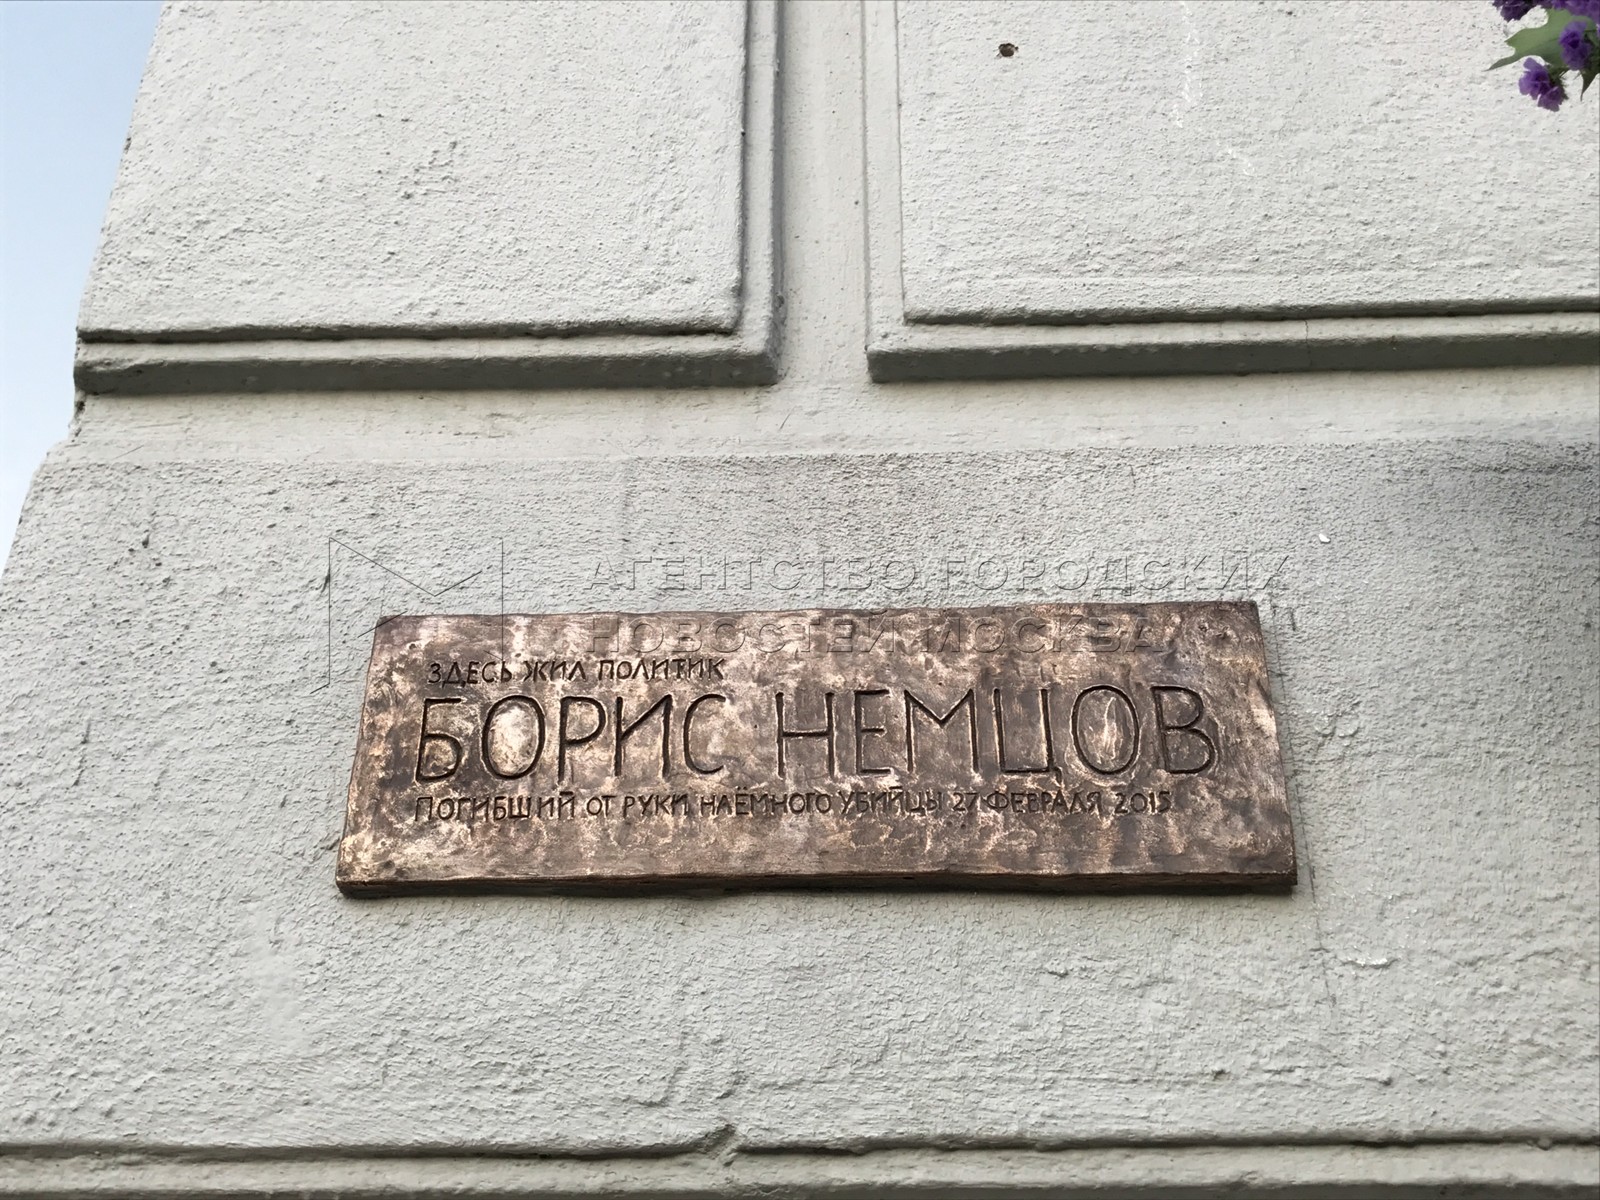 АГЕНТСТВО ГОРОДСКИХ
НОВОСТЕЙ МОСКВА
ЗДЕСЬ ЖИЛ ПОЛИТИК
БОРИС НЕМЦОВ
ПОГИБШИЙ ОТ РУКИ НАЁМНОГО УБИЙЦЫ 27 ФЕВРАЛЯ 2015